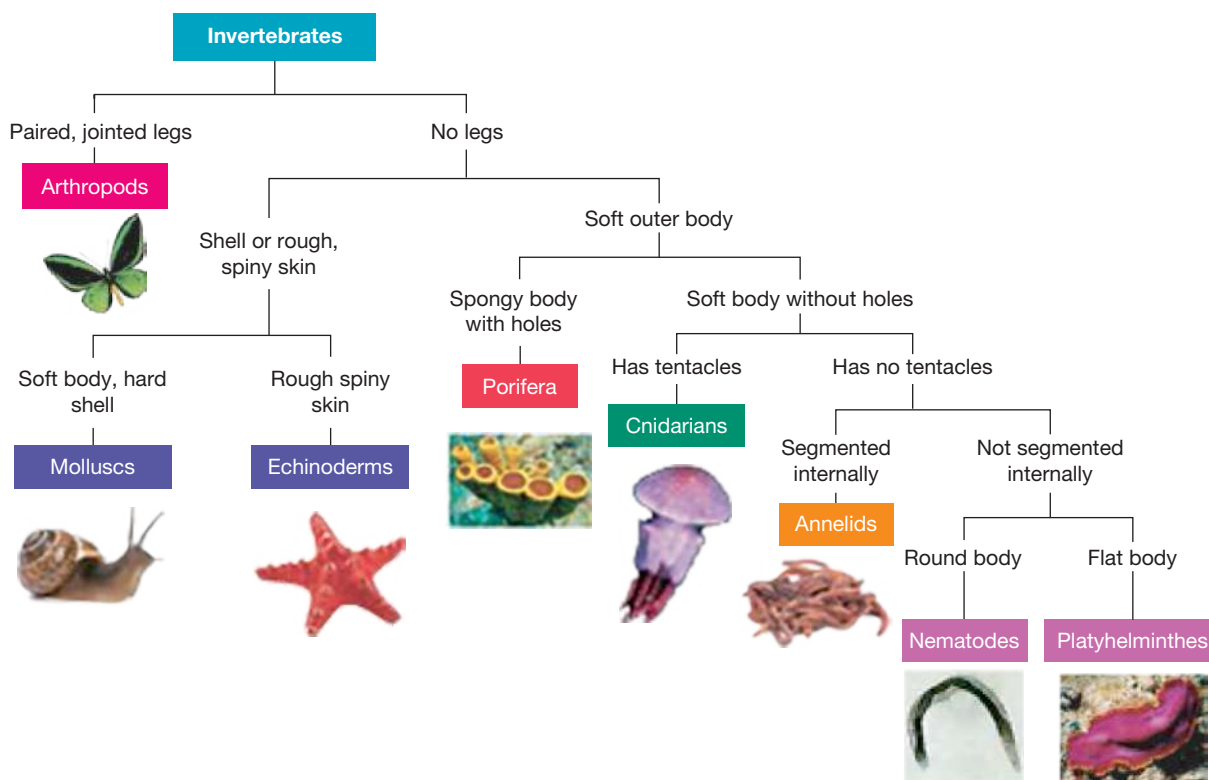 Invertebrates
Paired, jointed legs
No legs
Arthropods
Shell or rough,
spiny skin
Soft outer body
Spongy body
with holes
Soft body without holes
Soft body, hard
shell
Rough spiny
skin
Porifera
Has tentacles
Has no tentacles
Cnidarians
Molluscs
Echinoderms
Segmented
internally
Not segmented
internally
Annelids
Round body
Flat body
Nematodes
Platyhelminthes